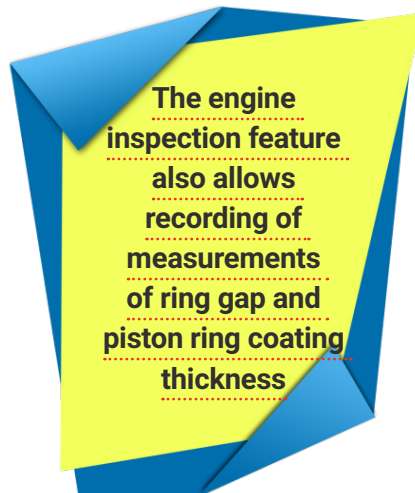 The engine
inspection feature
also allows
recording of
measurements
of ring gap and
piston ring coating
thickness